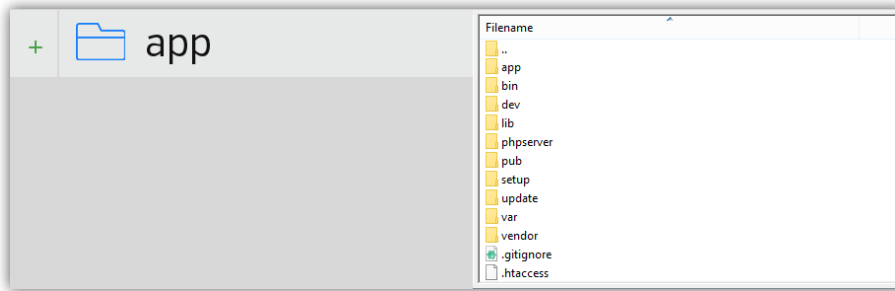 + app
Filename
..
app
bin
dev
lib
phpserver
pub
setup
update
var
vendor
.gitignore
.htaccess